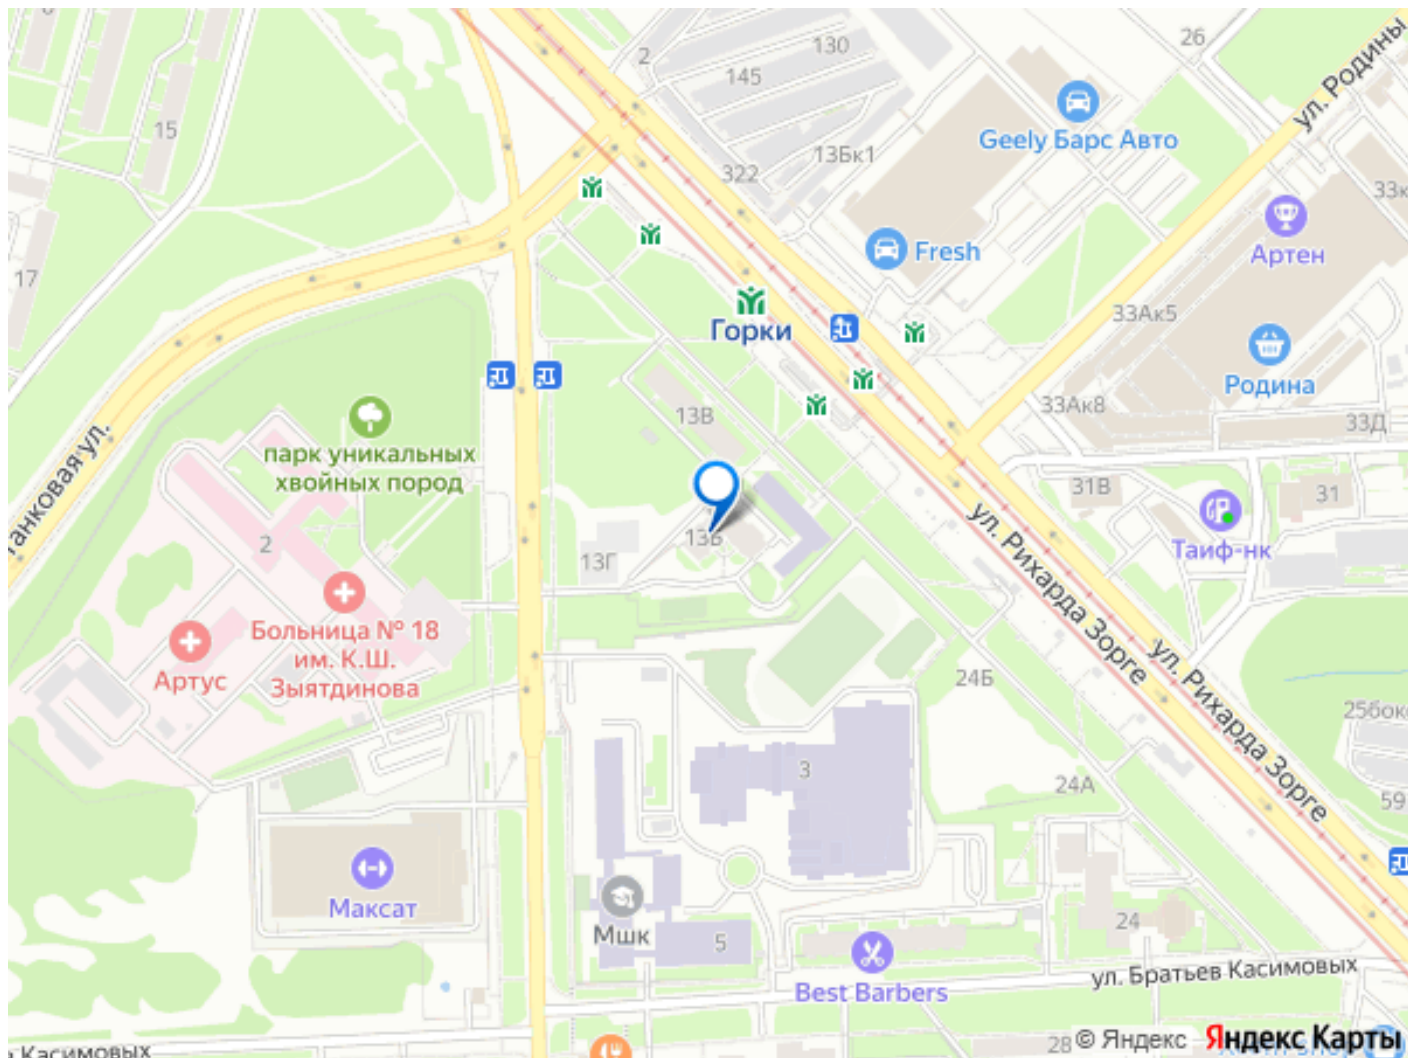 2
130
26
145
ул. Родины
15
Geely Барс Авто
13Бк1
322
33к
Fresh
Артен
17
33Ак5
Горки
Родина
33Ак8
13В
33Д
парк уникальных
хвойных пород
31В
31
13Б
ул. Рихарда Зорге
2
13Г
Таиф-нк
Больница № 18
им. К.Ш.
Зыятдинова
Артус
ул. Рихарда Зорге
24Б
25бок
3
24А
59
Максат
24
Мшк
5
ул. Братьев Касимовых
Best Barbers
28
© Яндекс
Яндекс Карты
Касимовых